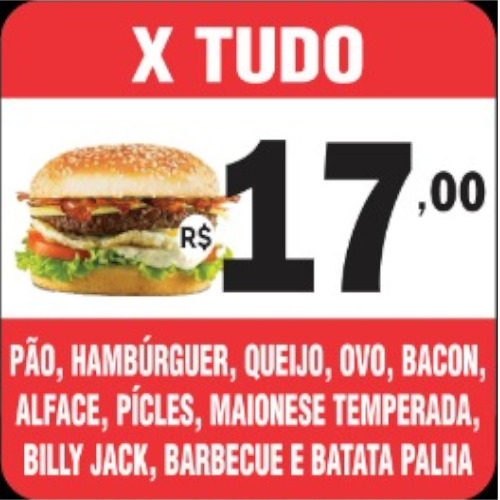 X TUDO
R$ 17,00
PÃO, HAMBÚRGUER, QUEIJO, OVO, BACON,
ALFACE, PÍCLES, MAIONESE TEMPERADA,
BILLY JACK, BARBECUE E BATATA PALHA